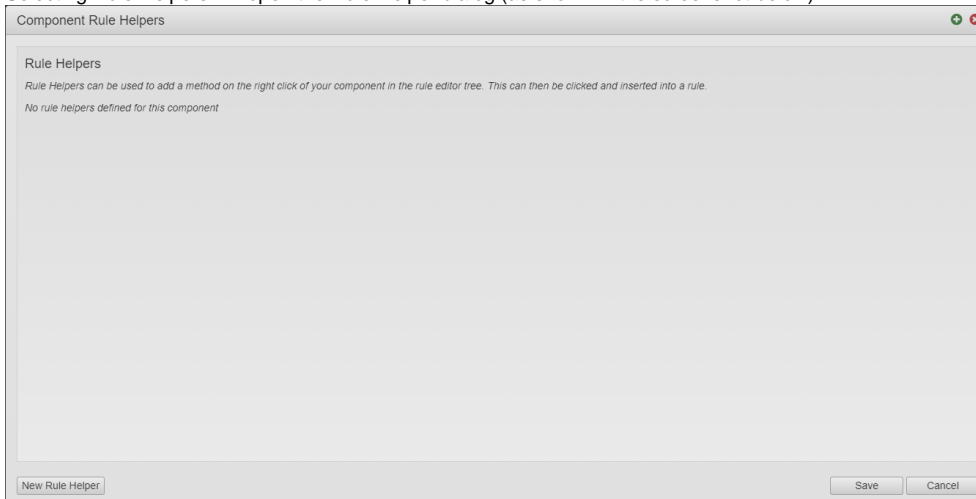 Component Rule Helpers
Rule Helpers
Rule Helpers can be used to add a method on the right click of your component in the rule editor tree. This can then be clicked and inserted into a rule.
No rule helpers defined for this component
New Rule Helper
Save
Cancel